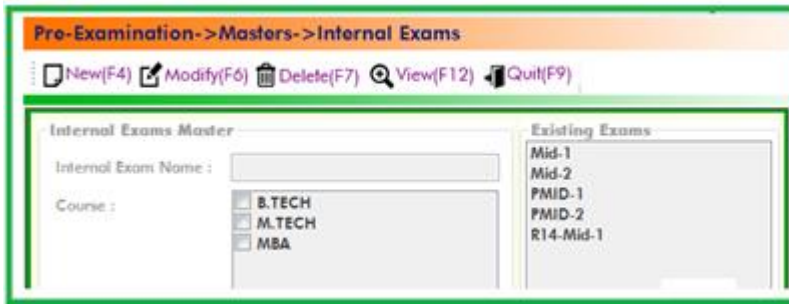 Pre-Examination->Masters->Internal Exams
New(F4) Modify(F6) Delete(F7) View(F12) Quit(F9)
Internal Exams Master
Internal Exam Name :
Course :
B.TECH
M.TECH
MBA
Existing Exams
Mid-1
Mid-2
PMID-1
PMID-2
R14-Mid-1